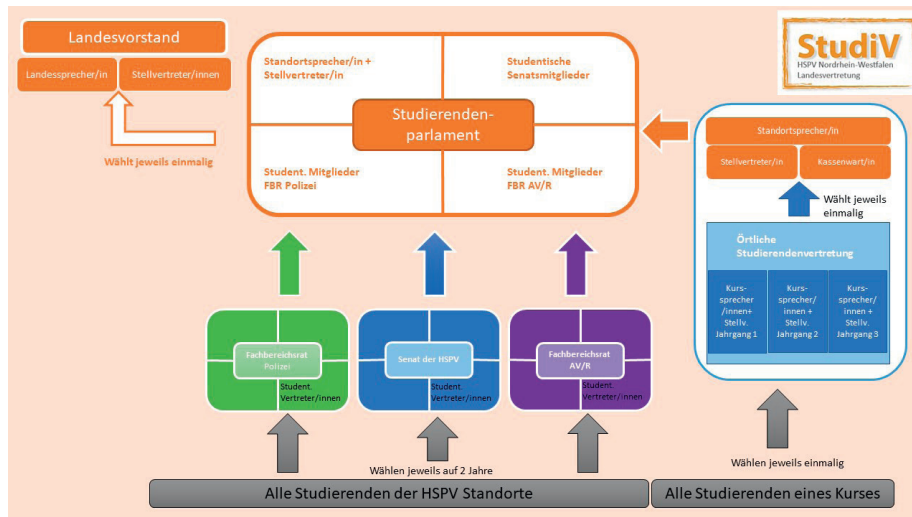 Landesvorstand
Landessprecher/in
Stellvertreter/innen
Wählt jeweils einmalig
Standortsprecher/in +
Stellvertreter/in
Studentische
Senatsmitglieder
Studierenden-
parlament
Student. Mitglieder
FBR Polizei
Student. Mitglieder
FBR AV/R
StudiV
HSPV Nordrhein-Westfalen
Landesvertretung
Standortsprecher/in
Stellvertreter/in
Kassenwart/in
Wählt jeweils
einmalig
Örtliche
Studierendenvertretung
Kurs-
sprecher
/innen+
Stellv.
Jahrgang 1
Kurs-
sprecher/
innen +
Stellv.
Jahrgang 2
Kurs-
sprecher/
innen +
Stellv.
Jahrgang 3
Fachbereichsrat
Polizei
Student.
Vertreter/innen
Senat der HSPV
Student.
Vertreter/innen
Fachbereichsrat
AV/R
Student.
Vertreter/innen
Wählen jeweils auf 2 Jahre
Wählen jeweils einmalig
Alle Studierenden der HSPV Standorte
Alle Studierenden eines Kurses